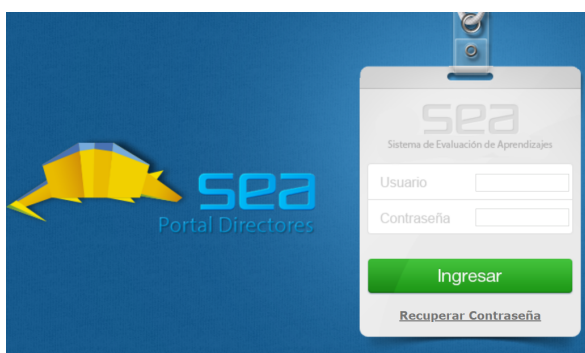 sea
Portal Directores
sea
Sistema de Evaluación de Aprendizajes
Usuario
Contraseña
Ingresar
Recuperar Contraseña